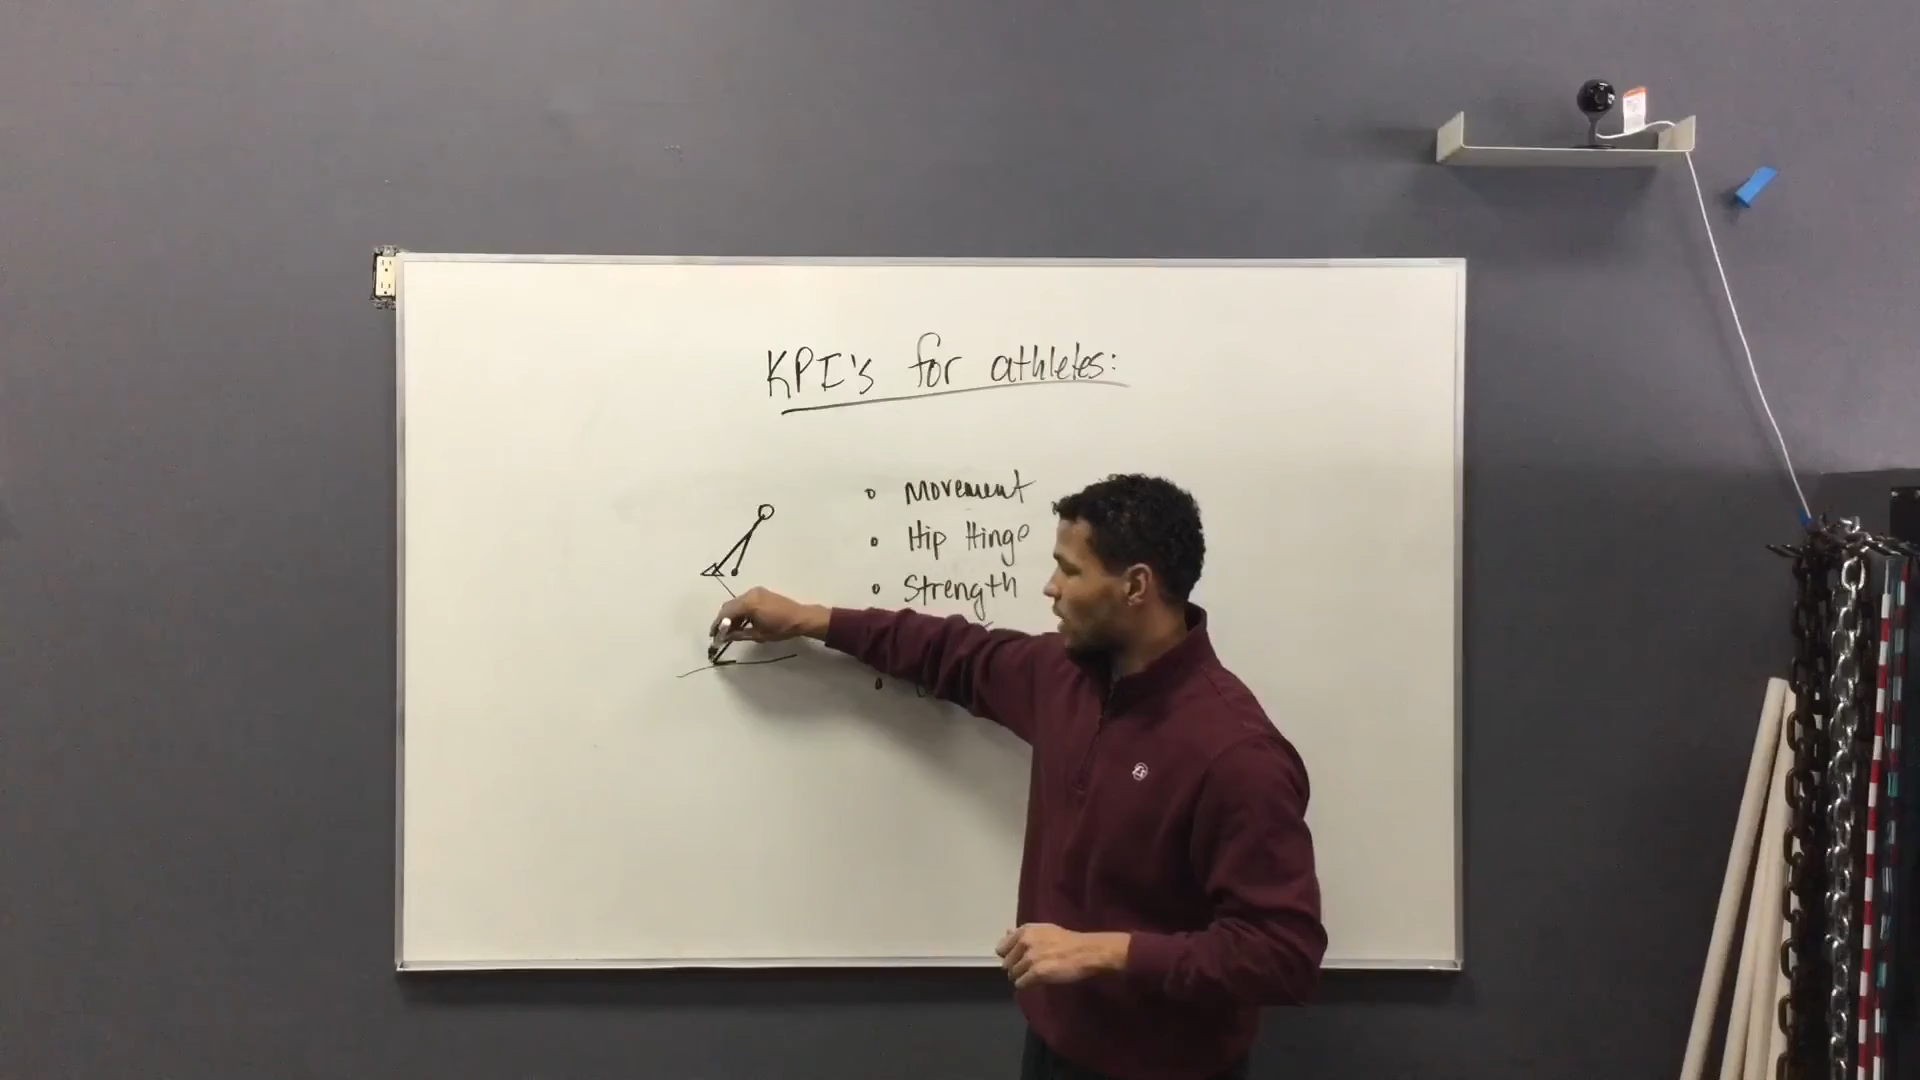 KPI's for athletes:
• Movement
• Hip Hinge
• Strength